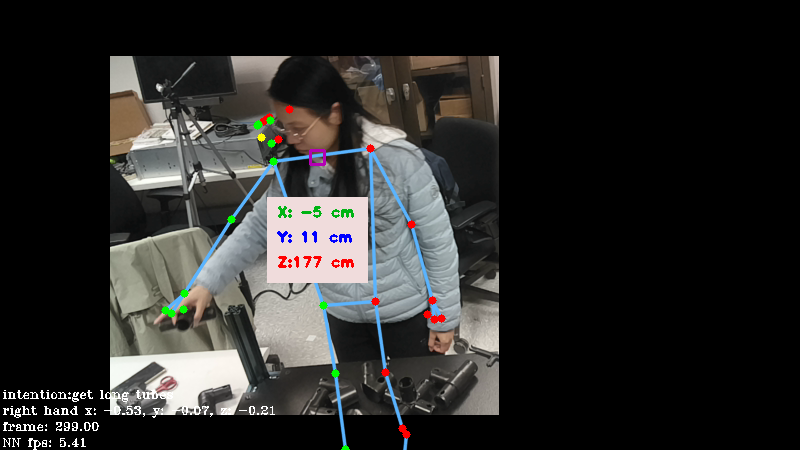 X: -5 cm
Y: 11 cm
Z:177 cm
intention:get long tubes
right hand x: -0.53, y: -0.07, z: -0.21
frame: 299.00
NN fps: 5.41